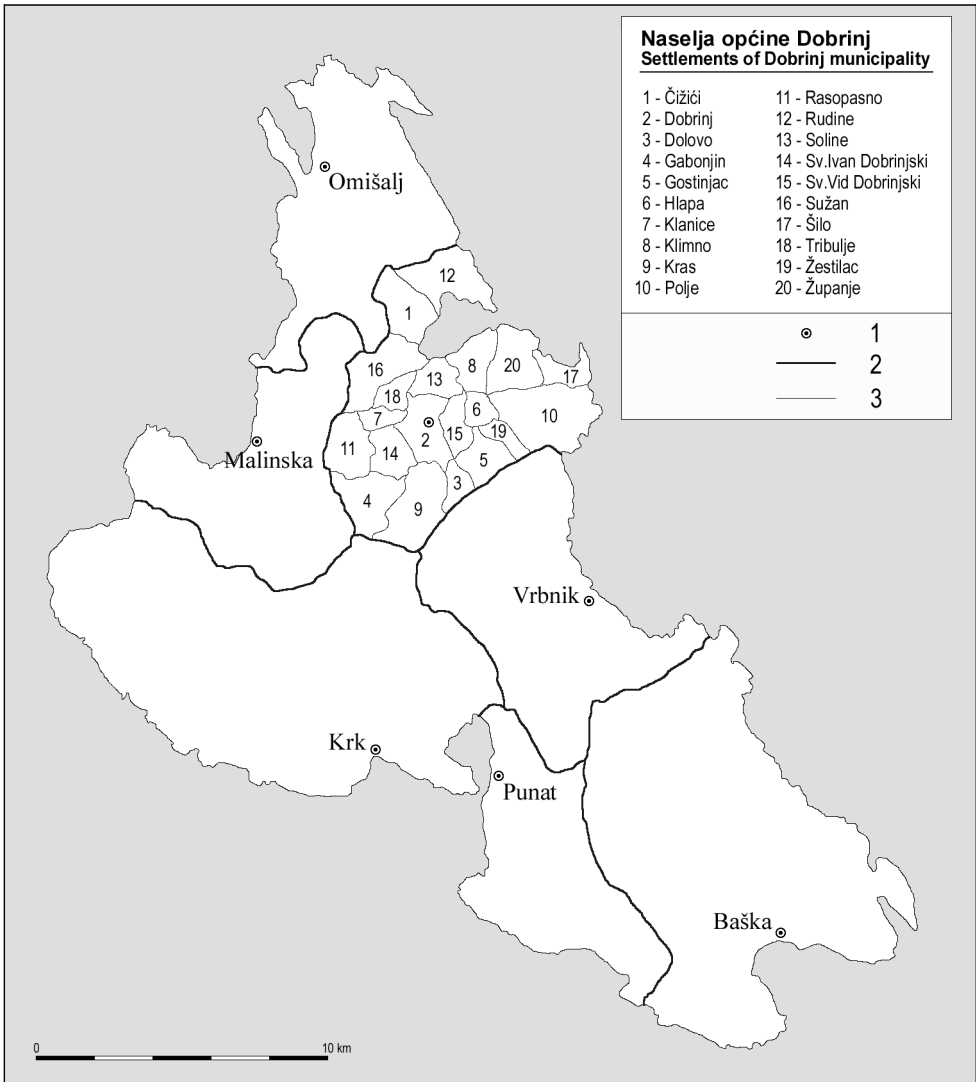 Naselja općine Dobrinj
Settlements of Dobrinj municipality
1 - Čižići
2 - Dobrinj
3 - Dolovo
4 - Gabonjin
5 - Gostinjac
6 - Hlapa
7 - Klanice
8 - Klimno
9 - Kras
10 - Polje
11 - Rasopasno
12 - Rudine
13 - Soline
14 - Sv.Ivan Dobrinjski
15 - Sv.Vid Dobrinjski
16 - Sužan
17 - Šilo
18 - Tribulje
19 - Žestilac
20 - Županje
1
2
3
Omišalj
12
1
16
13
8
20
17
18
7
6
10
2
15
19
11
14
5
3
4
9
Malinska
Vrbnik
Krk
Punat
Baška
0
10 km